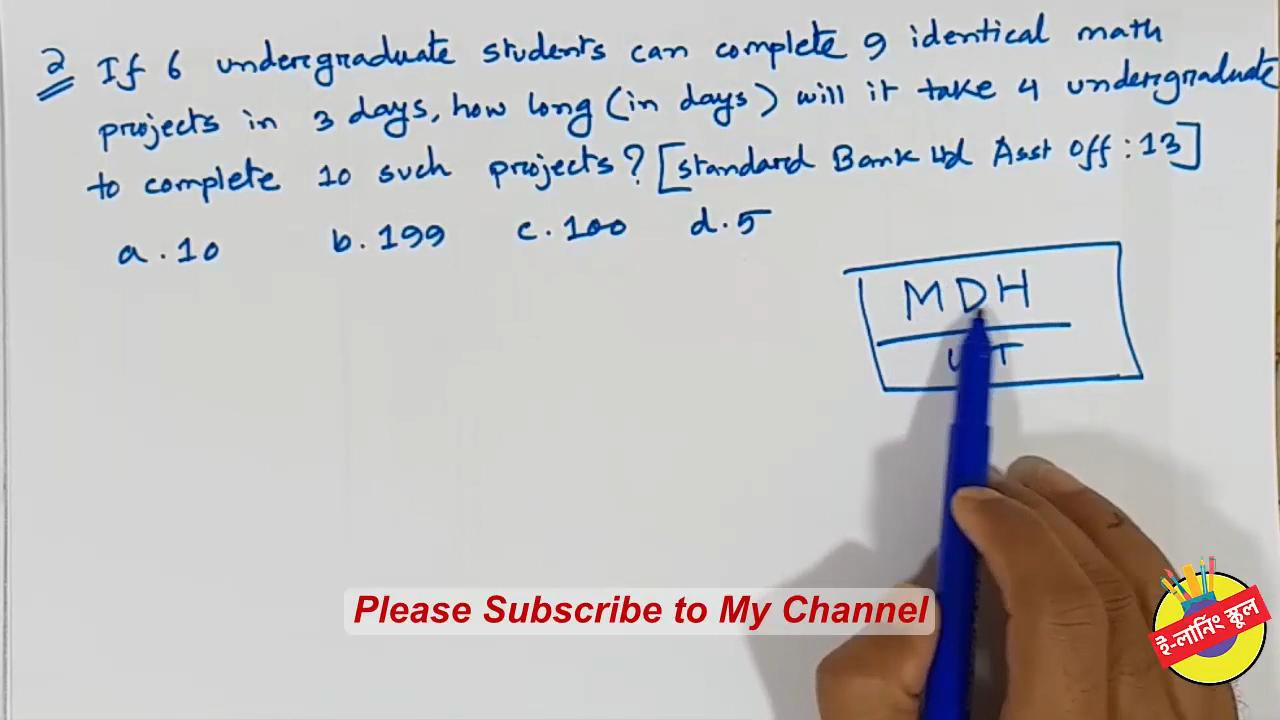 2 If 6 undergraduate students can complete 9 identical math
projects in 3 days, how long (in days) will it take 4 undergraduate
to complete 10 such projects? [standard Bank Ltd Asst Off : 13]
a. 10 b. 199 c. 100 d. 5
MDH
Please Subscribe to My Channel
ই-লার্নিং স্কুল